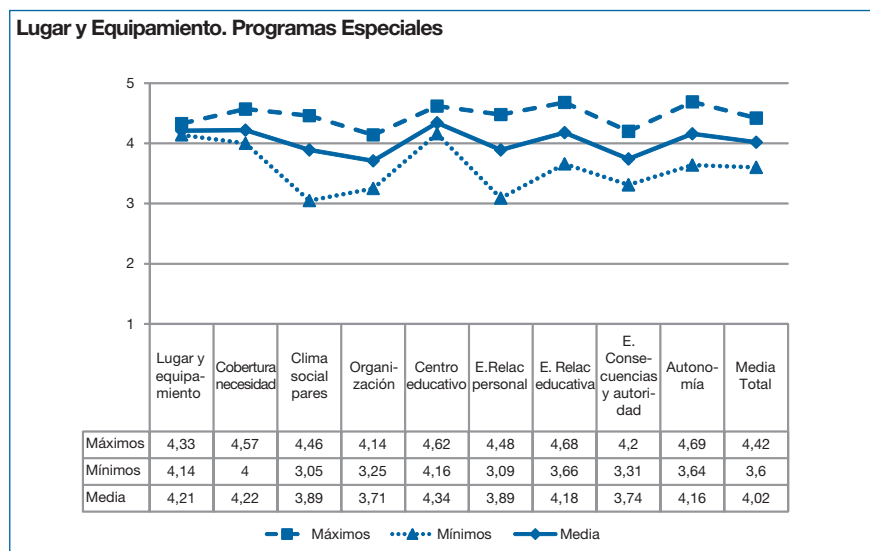 Lugar y Equipamiento. Programas Especiales
5
4
3
2
1
Lugar y equipa-miento
Cobertura necesidad
Clima social pares
Organi-zación
Centro educativo
E.Relac personal
E. Relac educativa
E. Conse-cuencias y autori-dad
Autono-mía
Media Total
Máximos 4,33 4,57 4,46 4,14 4,62 4,48 4,68 4,2 4,69 4,42
Mínimos 4,14 4 3,05 3,25 4,16 3,09 3,66 3,31 3,64 3,6
Media 4,21 4,22 3,89 3,71 4,34 3,89 4,18 3,74 4,16 4,02
Máximos Mínimos Media